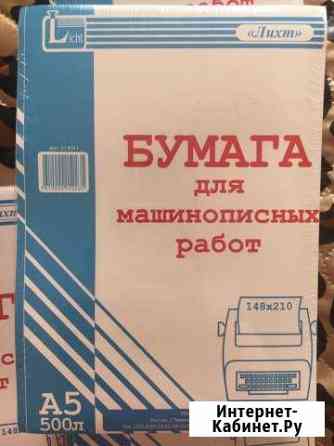 Licht
«Лихт»
БУМАГА
для
машинописных
работ
148x210
А5
500л
Интернет-
Кабинет.Ру